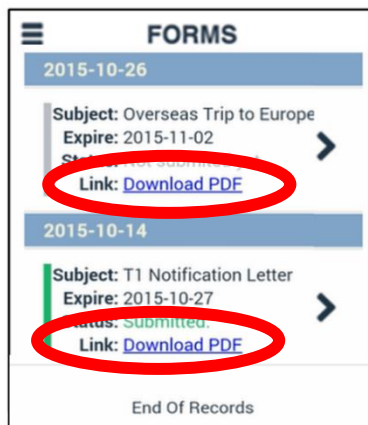 FORMS
2015-10-26
Subject: Overseas Trip to Europe
Expire: 2015-11-02
Link: Download PDF
2015-10-14
Subject: T1 Notification Letter
Expire: 2015-10-27
Status: Submitted.
Link: Download PDF
End Of Records